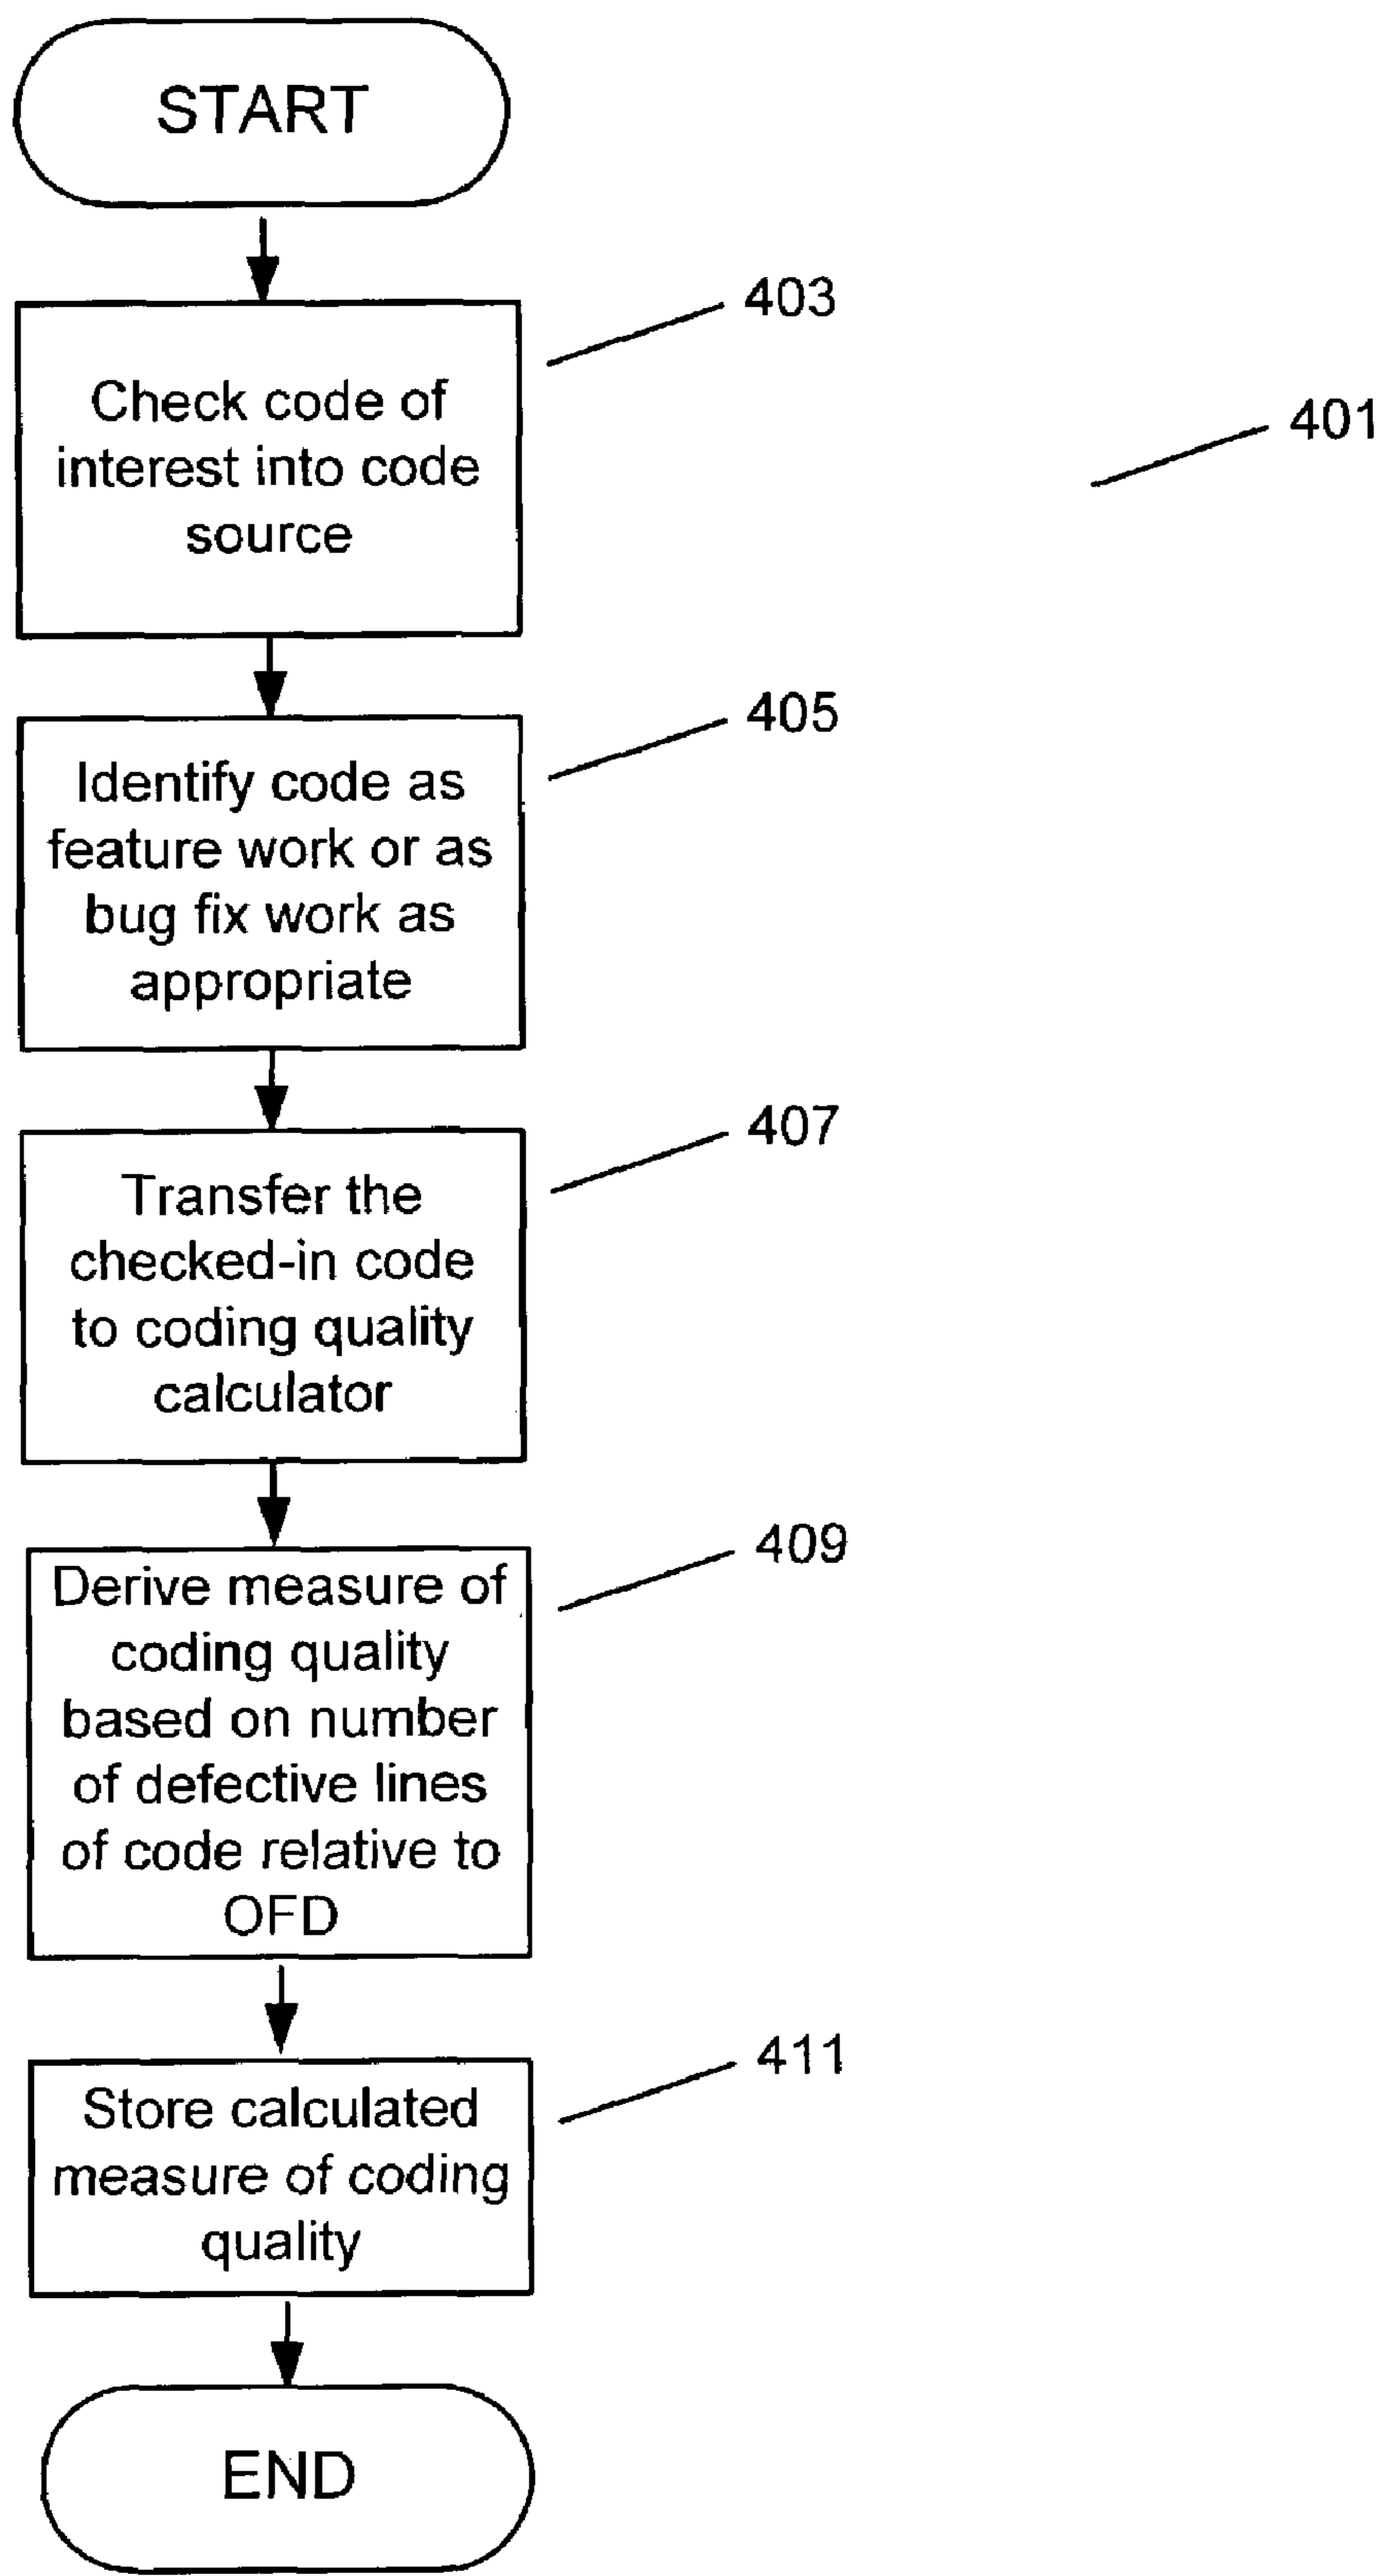 START
403
Check code of
interest into code
source
401
405
Identify code as
feature work or as
bug fix work as
appropriate
407
Transfer the
checked-in code
to coding quality
calculator
409
Derive measure of
coding quality
based on number
of defective lines
of code relative to
OFD
411
Store calculated
measure of coding
quality
END